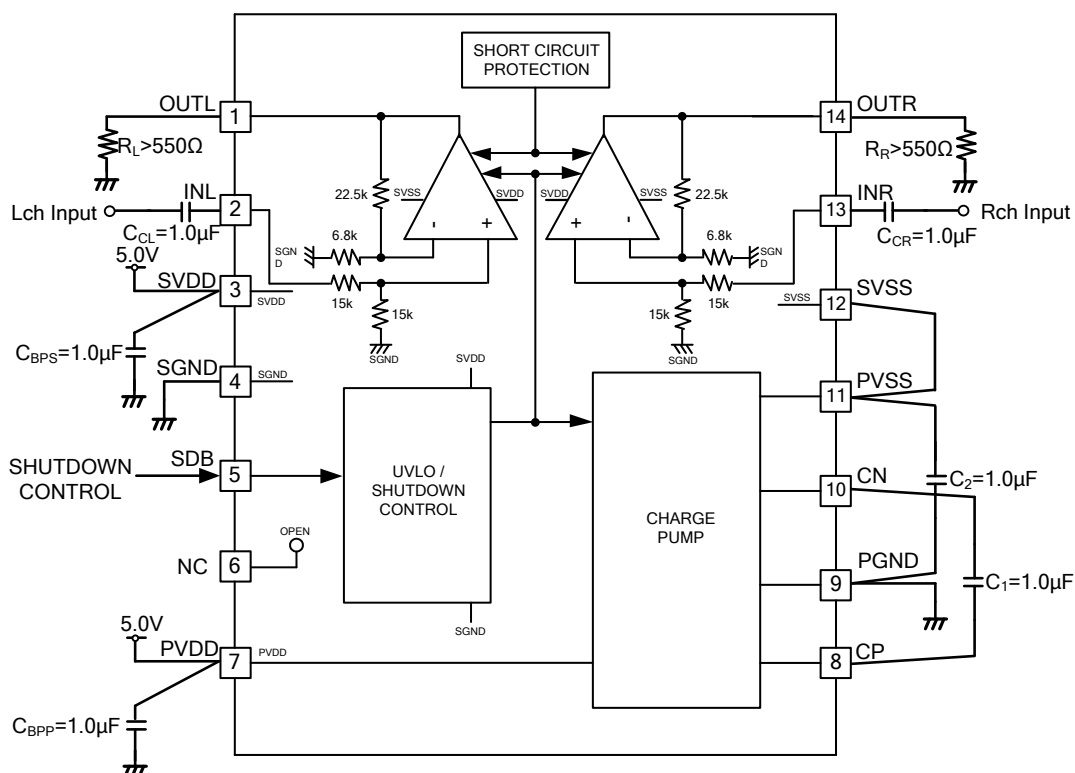 SHORT CIRCUIT
PROTECTION
OUTL
1
14
OUTR
RL>550Ω
RR>550Ω
INL
2
Lch Input
CCL=1.0µF
22.5k
SVSS
SVDD
SVDD
SVSS
22.5k
13
INR
Rch Input
CCR=1.0µF
-
+
+
-
6.8k
SGN
D
6.8k
SGN
D
15k
15k
15k
15k
SGND
SGND
5.0V
SVDD
3
SVDD
CBPS=1.0µF
SVSS
12
SVSS
SGND
4
SGND
SVDD
11
PVSS
SHUTDOWN
CONTROL
SDB
5
UVLO /
SHUTDOWN
CONTROL
CHARGE
PUMP
10
CN
C2=1.0µF
NC
6
OPEN
9
PGND
C1=1.0µF
SGND
5.0V
PVDD
7
PVDD
8
CP
CBPP=1.0µF